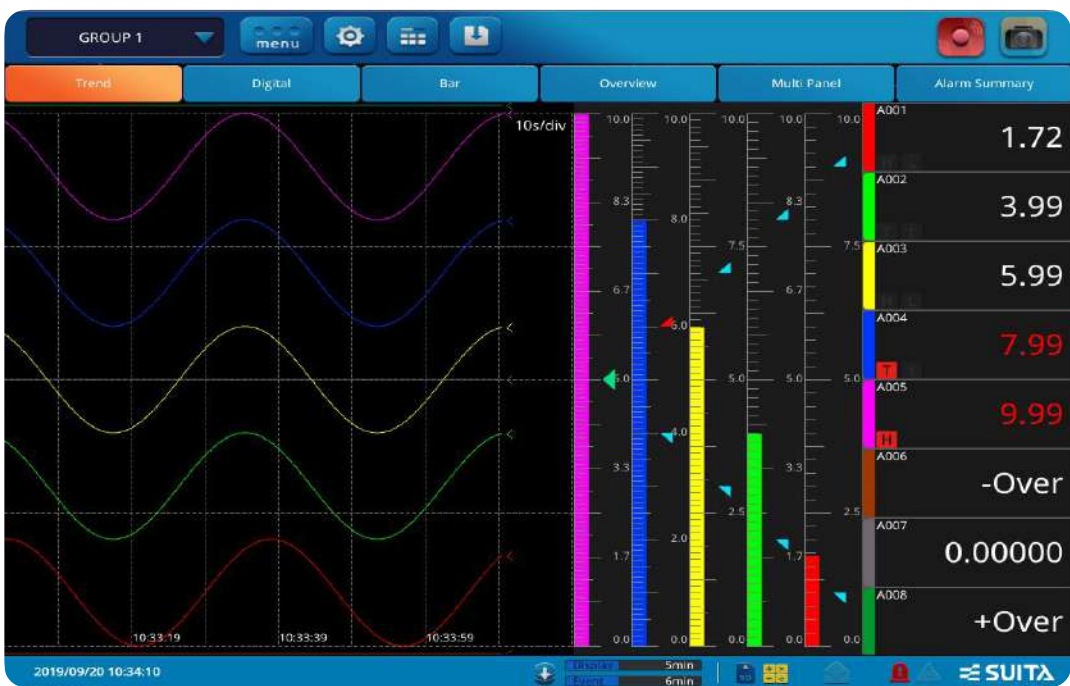 GROUP 1
menu
Trend Digital Bar Overview Multi Panel Alarm Summary
10s/div
10.0 10.0 10.0 10.0 10.0
8.3 8.0 8.3
7.5 7.5
6.7 6.7
6.0
5.0 5.0 5.0 5.0
4.0
3.3 3.3
2.5 2.5
2.0
1.7 1.7
0.0 0.0 0.0 0.0 0.0
A001
1.72
A002
3.99
A003
5.99
H L
A004
7.99
T
A005
9.99
H
A006
-Over
A007
0.00000
A008
+Over
10:33:19 10:33:39 10:33:59
2019/09/20 10:34:10
Display 5min
Event 6min
SD
SUITA